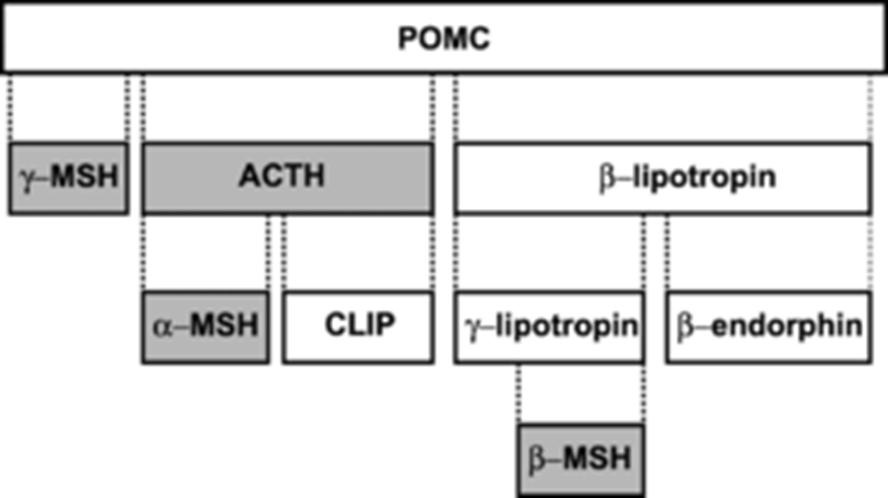 POMC
γ–MSH
ACTH
β–lipotropin
α–MSH
CLIP
γ–lipotropin
β–endorphin
β–MSH